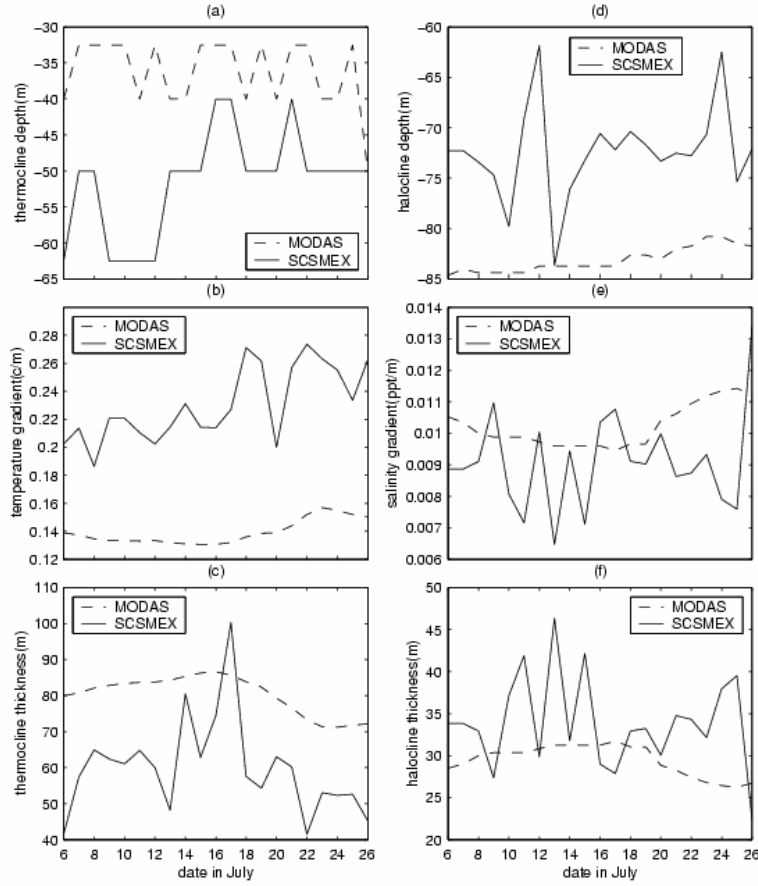 (a)
thermocline depth(m)
−30
−35
−40
−45
−50
−55
−60
−65
MODAS
SCSMEX
(d)
halocline depth(m)
−60
−65
−70
−75
−80
−85
MODAS
SCSMEX
(b)
temperature gradient(c/m)
0.28
0.26
0.24
0.22
0.2
0.18
0.16
0.14
0.12
MODAS
SCSMEX
(e)
salinity gradient(ppt/m)
0.014
0.013
0.012
0.011
0.01
0.009
0.008
0.007
0.006
MODAS
SCSMEX
(c)
thermocline thickness(m)
110
100
90
80
70
60
50
40
MODAS
SCSMEX
6 8 10 12 14 16 18 20 22 24 26
date in July
(f)
halocline thickness(m)
50
45
40
35
30
25
20
MODAS
SCSMEX
6 8 10 12 14 16 18 20 22 24 26
date in July